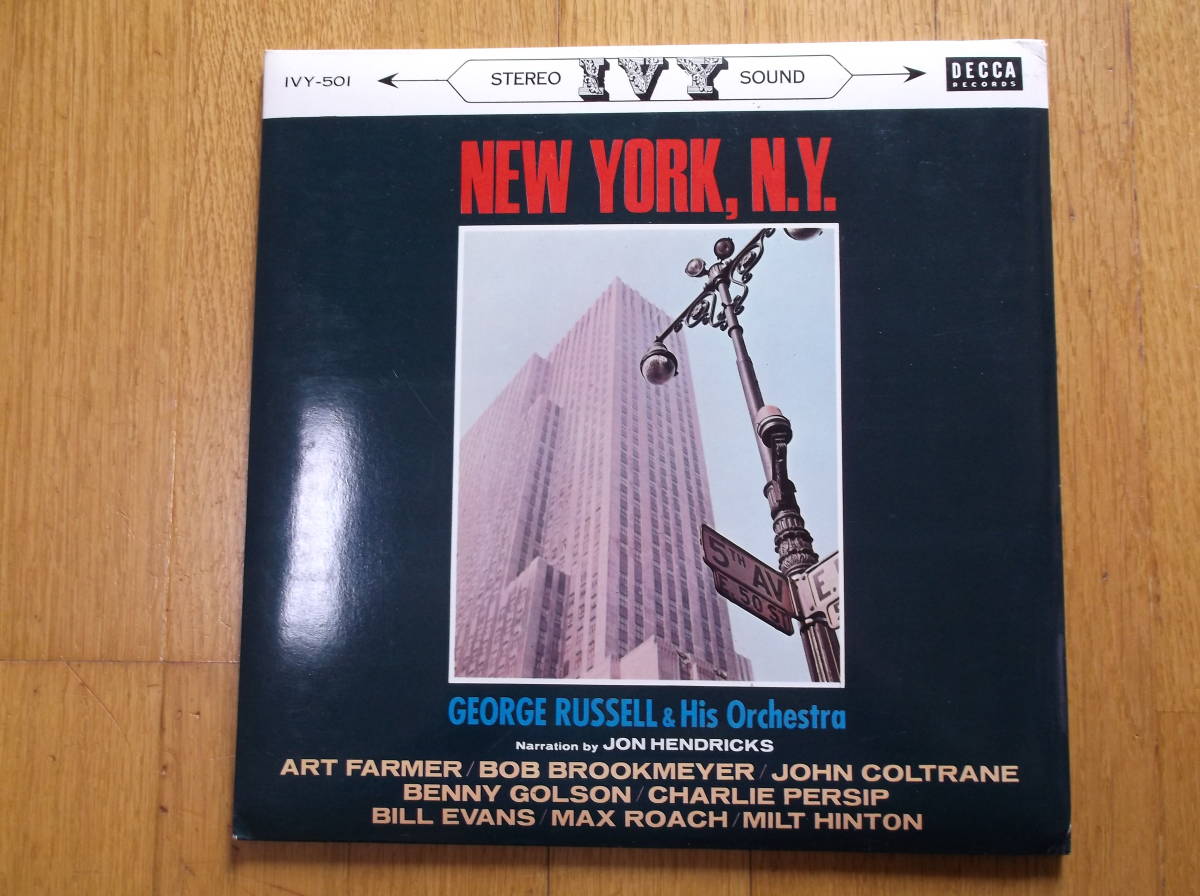 IVY-501
STEREO IVY SOUND
DECCA
RECORDS
NEW YORK, N.Y.
5TH AV
E. 50 ST
E.
5
GEORGE RUSSELL & His Orchestra
Narration by JON HENDRICKS
ART FARMER / BOB BROOKMEYER / JOHN COLTRANE
BENNY GOLSON / CHARLIE PERSIP
BILL EVANS / MAX ROACH / MILT HINTON